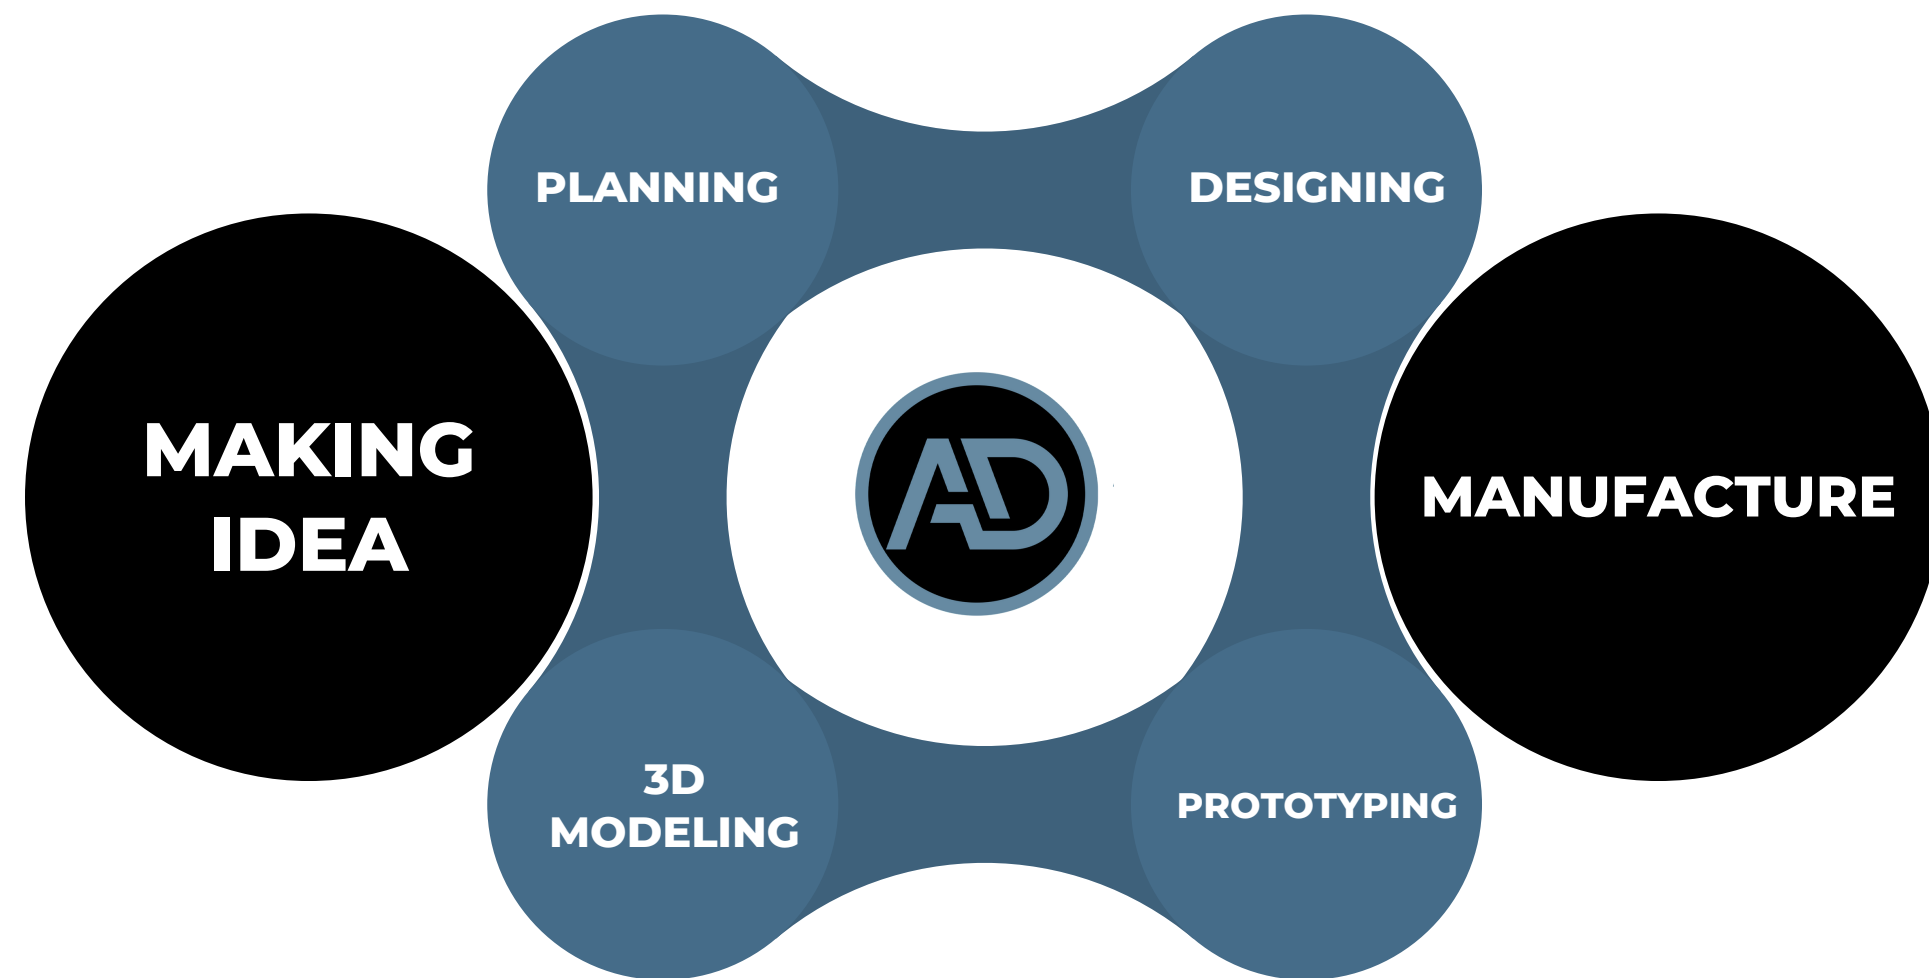 PLANNING
DESIGNING
MAKING
IDEA
AD
MANUFACTURE
3D
MODELING
PROTOTYPING